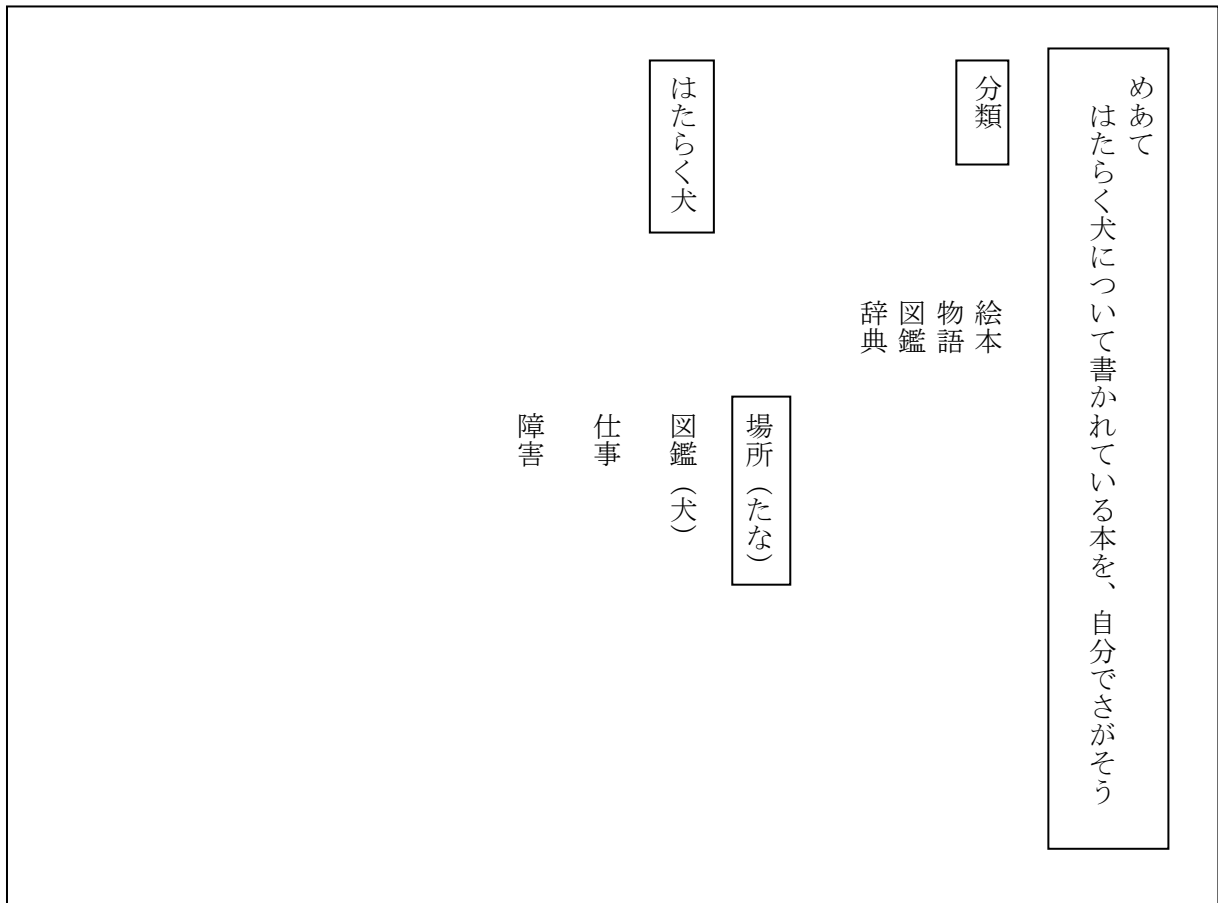 めあて
はたらく犬について書かれている本を、自分でさがそう
分類
絵本
物語
図鑑
辞典
場所（たな）
はたらく犬
図鑑（犬）
仕事
障害